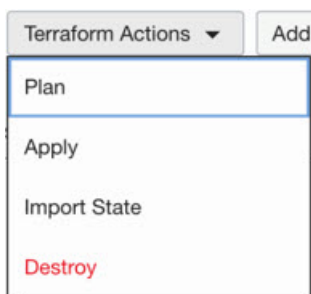 Terraform Actions
Add
Plan
Apply
Import State
Destroy